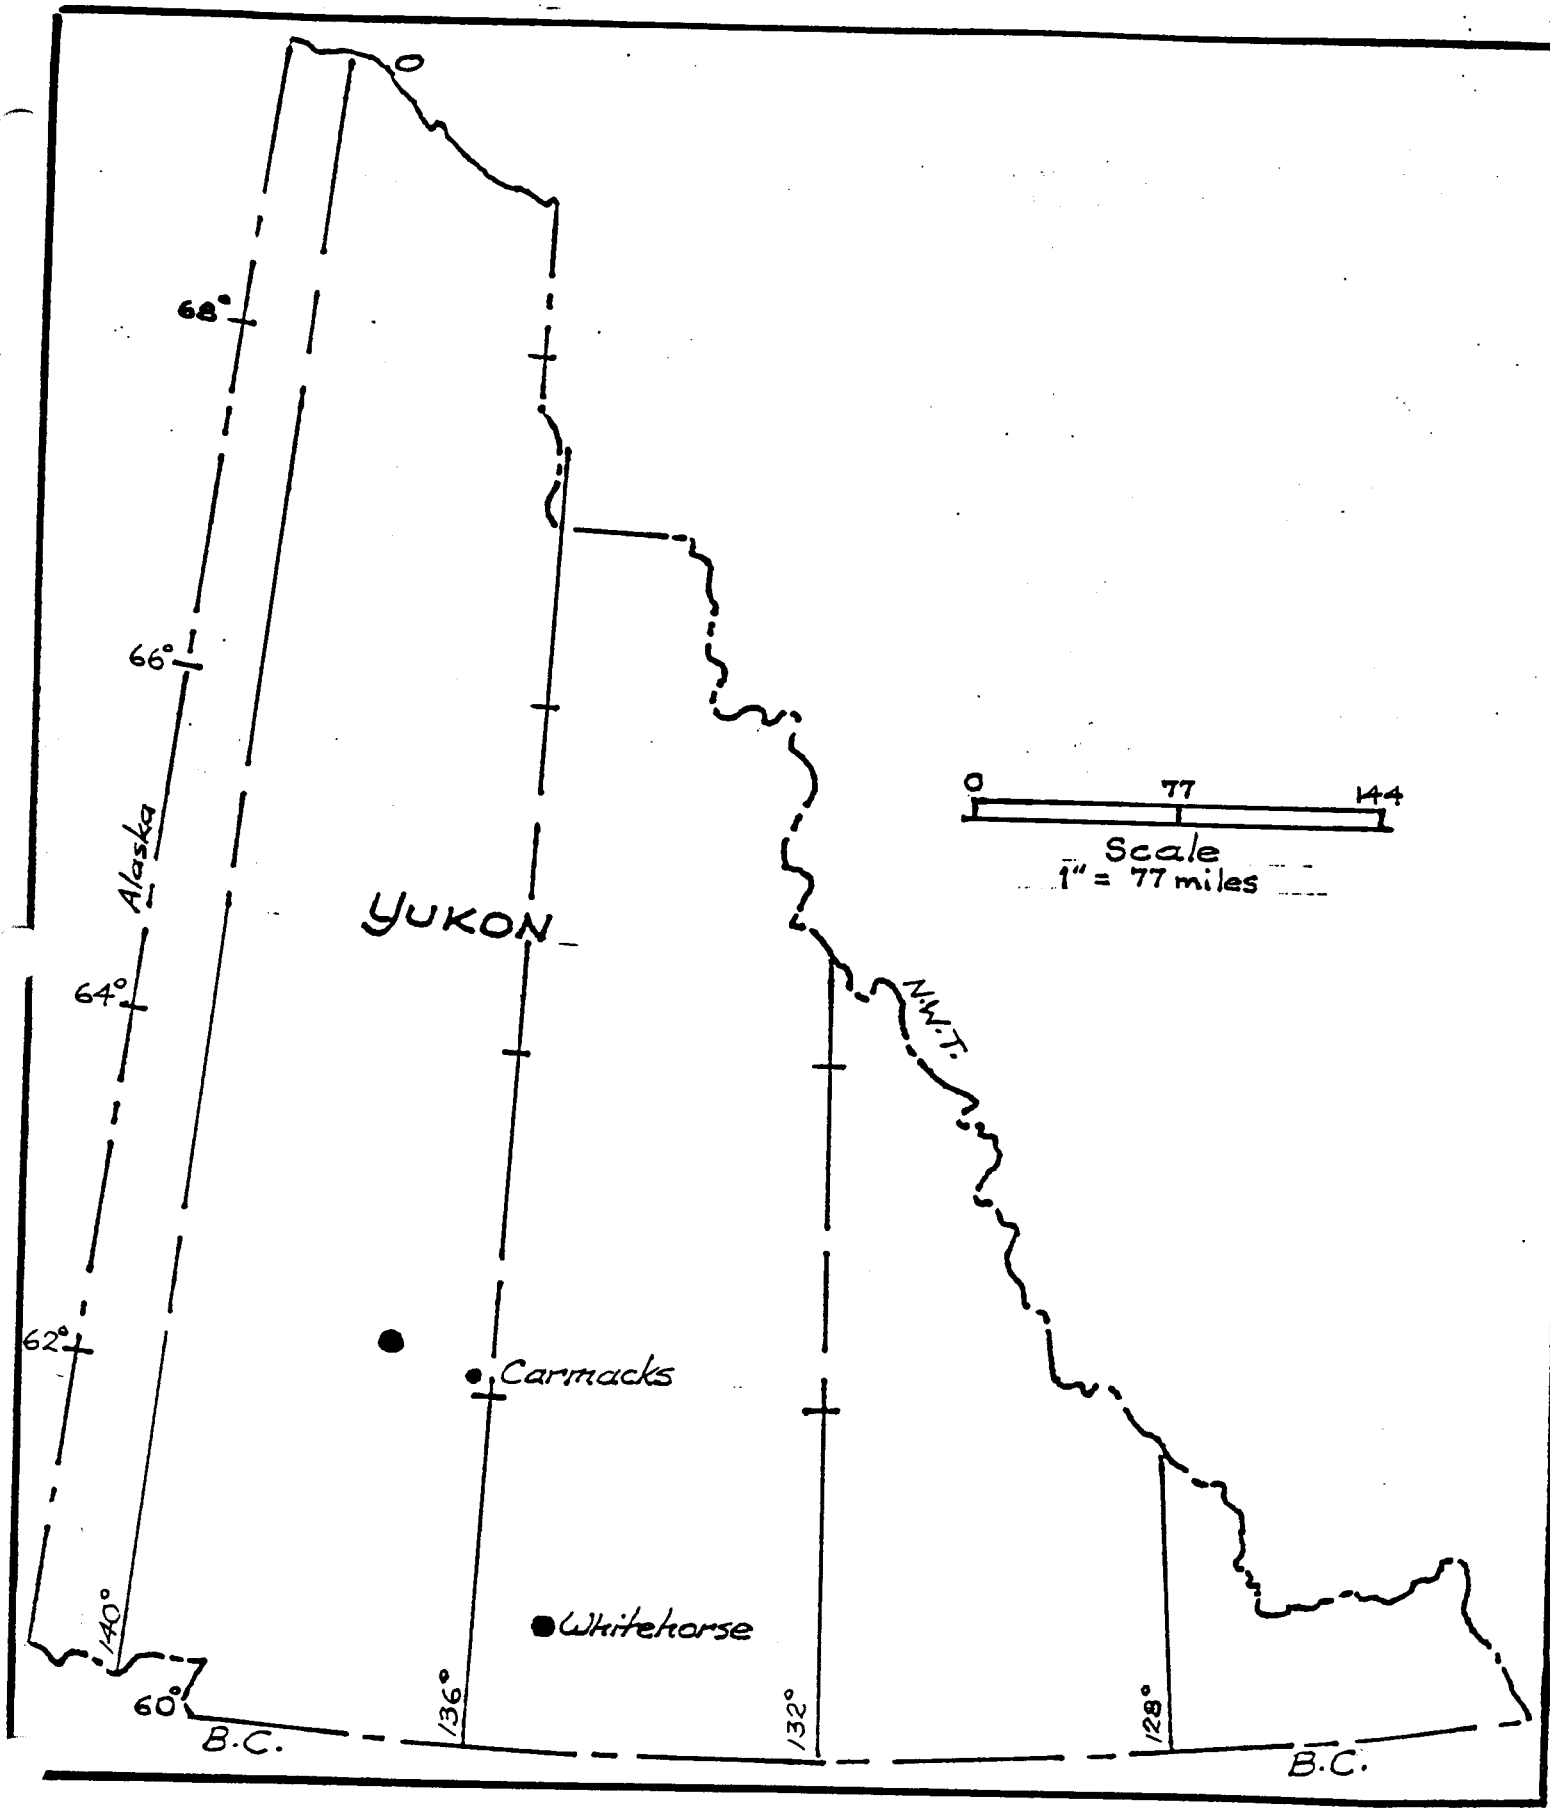 68°
66°
0 77 144
Scale
1" = 77 miles
Alaska
YUKON
64°
N.W.T.
62°
Carmacks
Whitehorse
140°
136°
132°
128°
60°
B.C.
B.C.